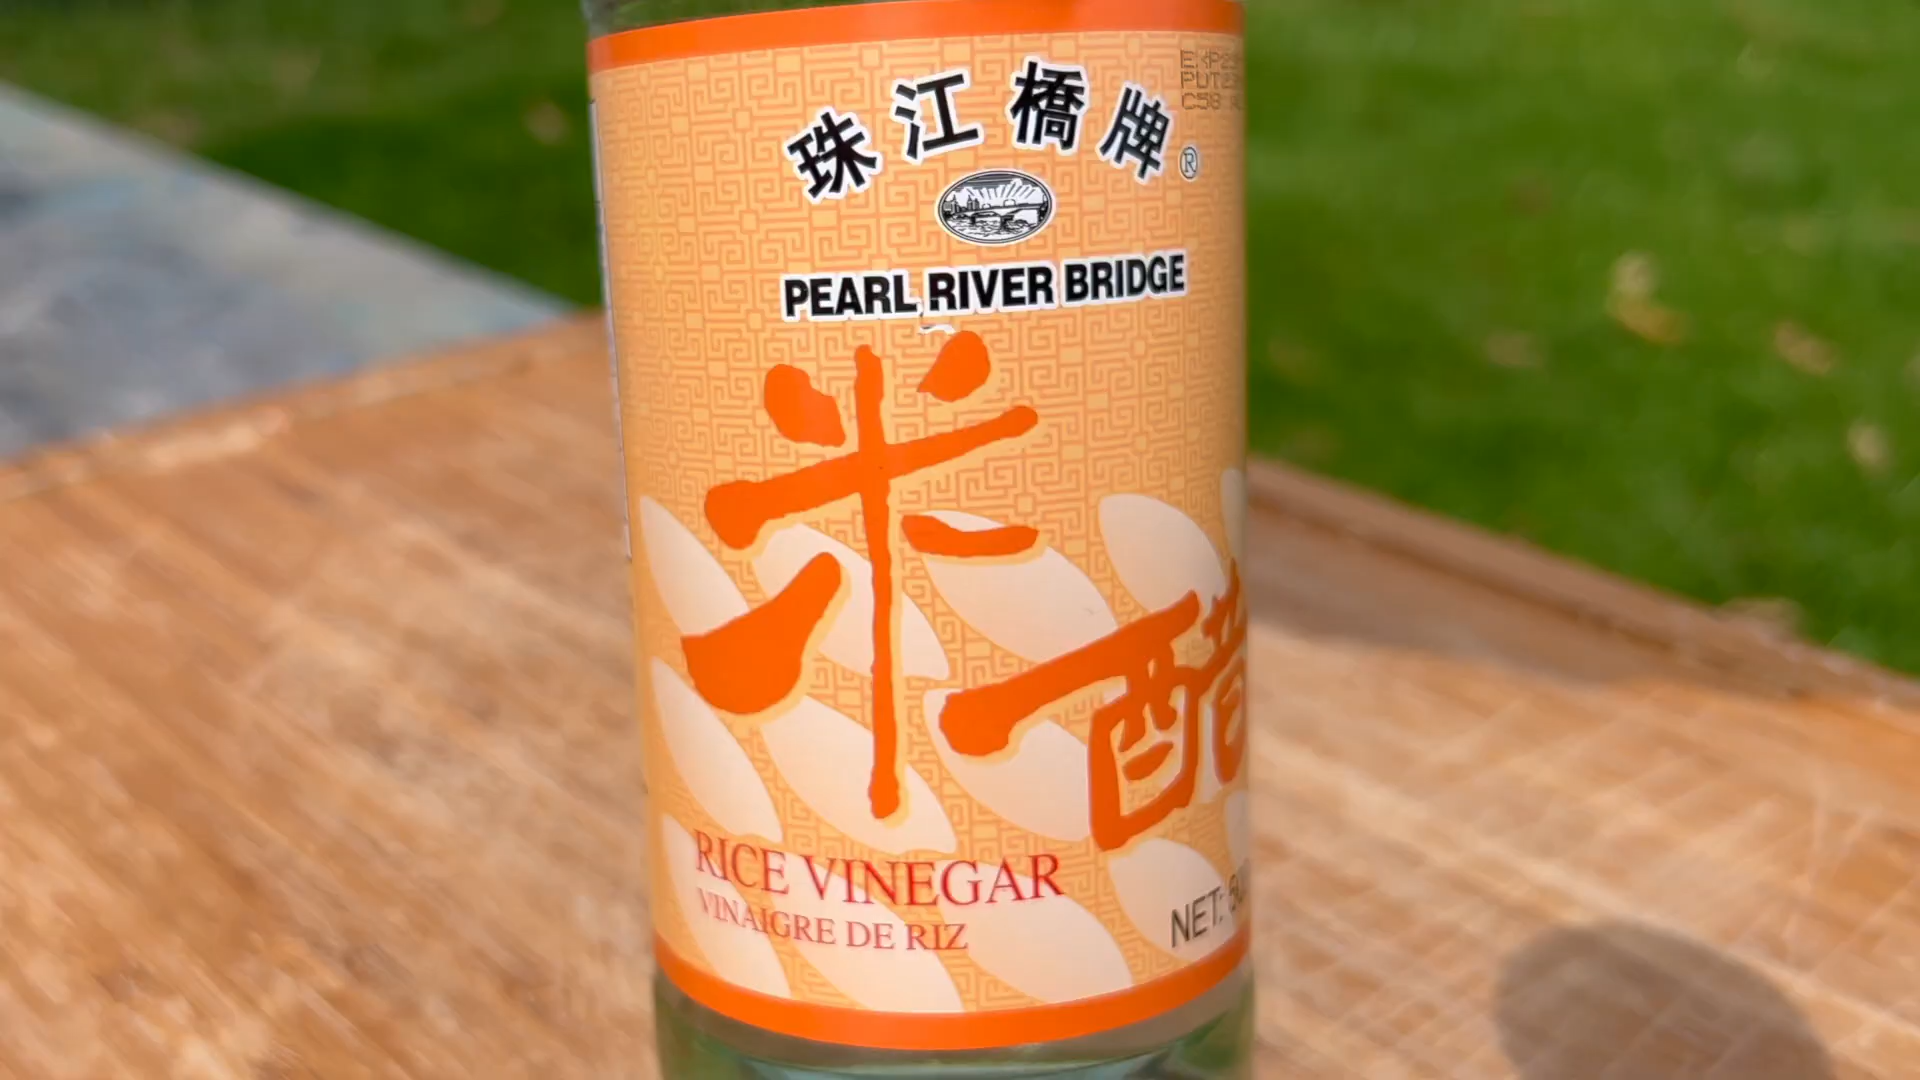 珠江橋牌
®
PEARL RIVER BRIDGE
米醋
RICE VINEGAR
VINAIGRE DE RIZ
NET: